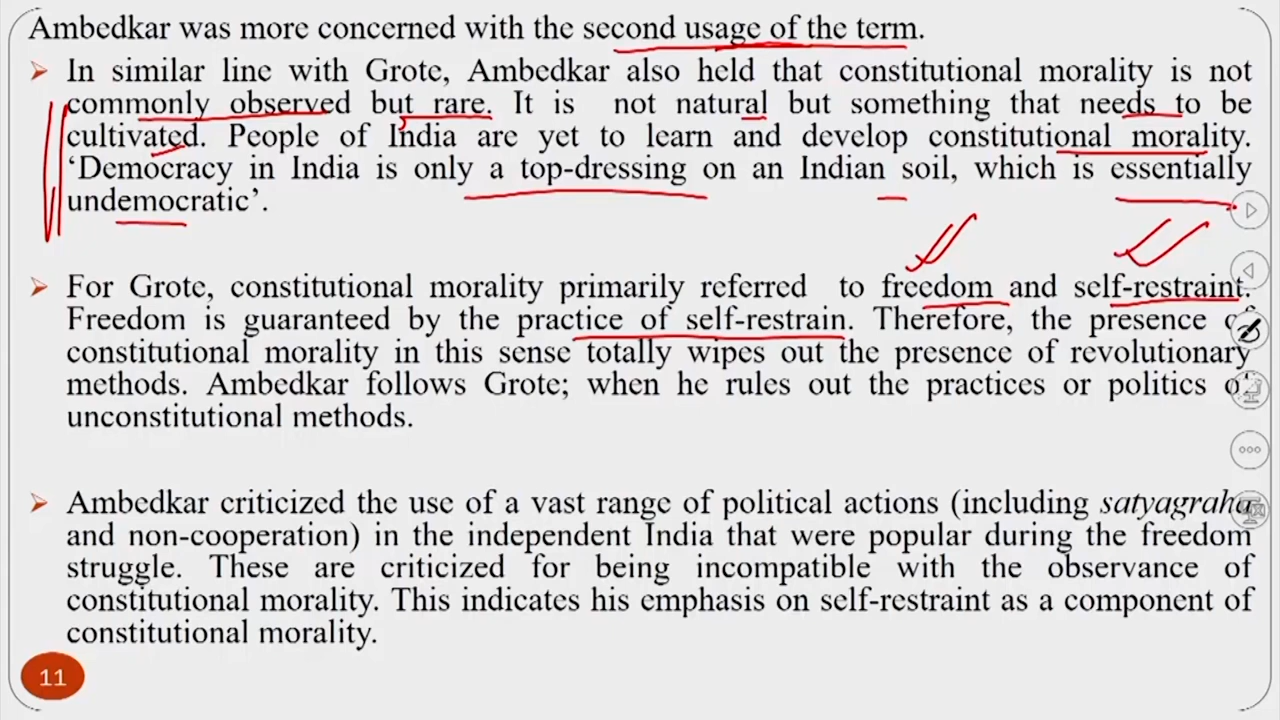 Ambedkar was more concerned with the second usage of the term.
In similar line with Grote, Ambedkar also held that constitutional morality is not
commonly observed but rare. It is not natural but something that needs to be
cultivated. People of India are yet to learn and develop constitutional morality.
‘Democracy in India is only a top-dressing on an Indian soil, which is essentially
undemocratic’.
For Grote, constitutional morality primarily referred to freedom and self-restraint.
Freedom is guaranteed by the practice of self-restrain. Therefore, the presence of
constitutional morality in this sense totally wipes out the presence of revolutionary
methods. Ambedkar follows Grote; when he rules out the practices or politics of
unconstitutional methods.
Ambedkar criticized the use of a vast range of political actions (including satyagraha
and non-cooperation) in the independent India that were popular during the freedom
struggle. These are criticized for being incompatible with the observance of
constitutional morality. This indicates his emphasis on self-restraint as a component of
constitutional morality.
11